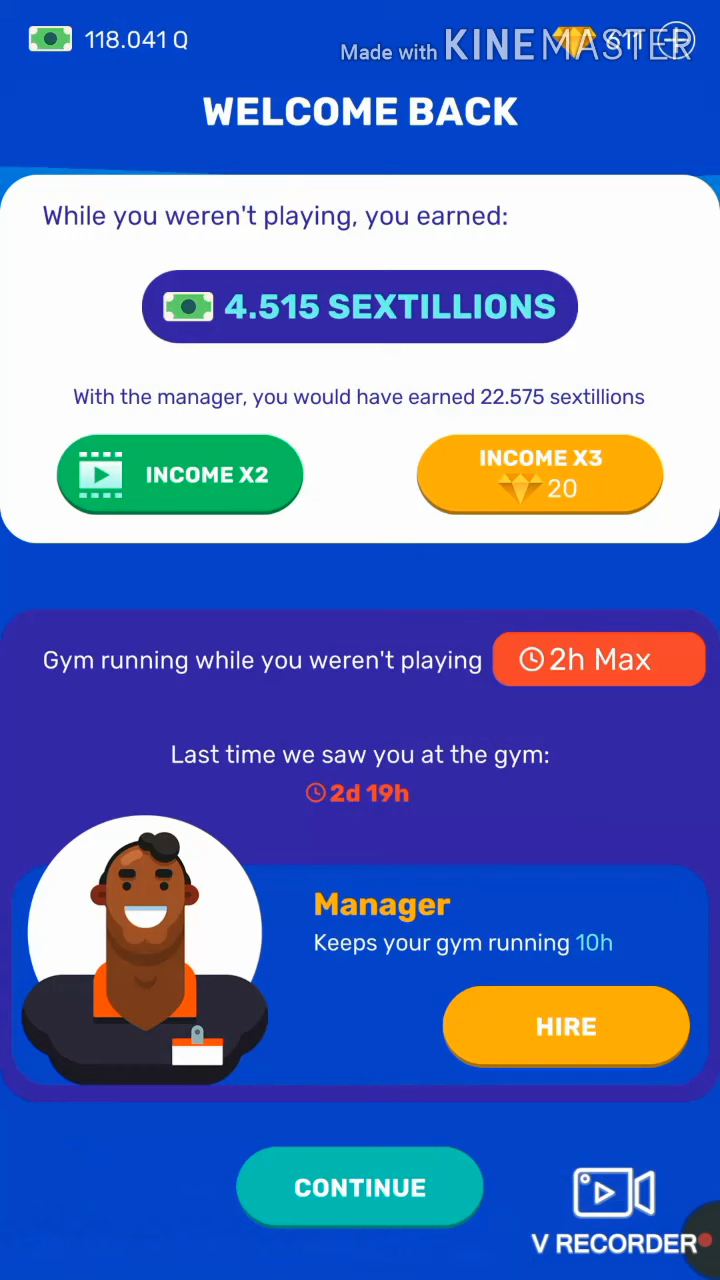 118.041 Q
Made with KINEMASTER
611
WELCOME BACK
While you weren't playing, you earned:
4.515 SEXTILLIONS
With the manager, you would have earned 22.575 sextillions
INCOME X2
INCOME X3
20
Gym running while you weren't playing
2h Max
Last time we saw you at the gym:
2d 19h
Manager
Keeps your gym running 10h
HIRE
CONTINUE
V RECORDER